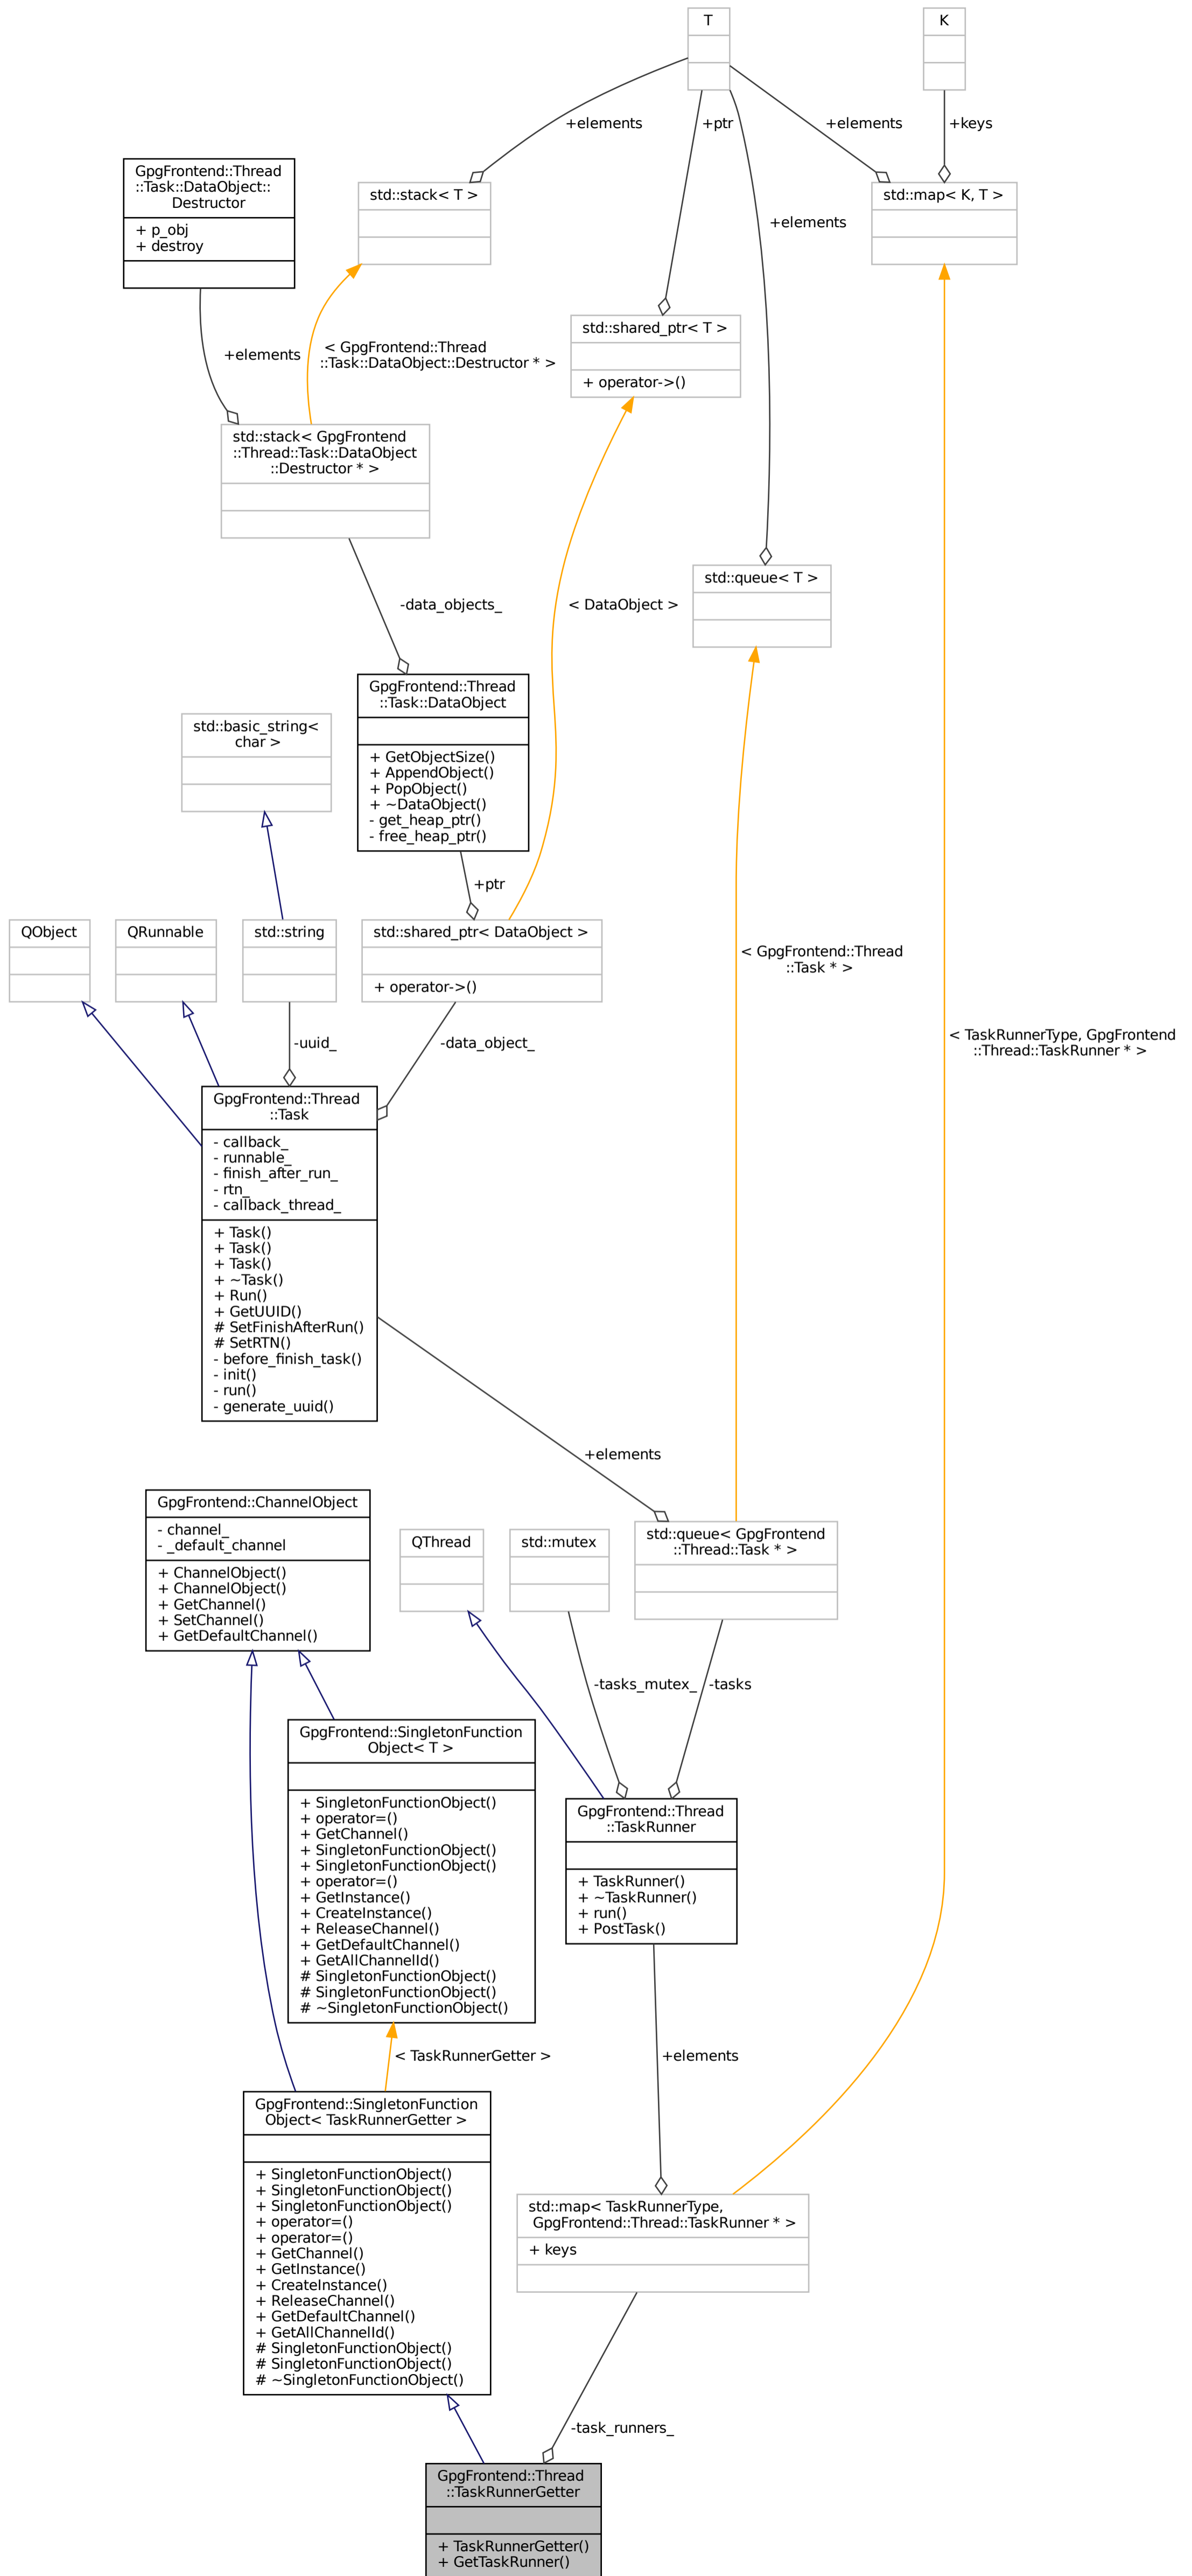 T
K
+elements
+ptr
+elements
+keys
GpgFrontend::Thread
::Task::DataObject::
Destructor
+ p_obj
+ destroy
std::stack< T >
std::map< K, T >
+elements
std::shared_ptr< T >
+ operator->()
+elements
< GpgFrontend::Thread
::Task::DataObject::Destructor * >
std::stack< GpgFrontend
::Thread::Task::DataObject
::Destructor * >
std::queue< T >
-data_objects_
< DataObject >
GpgFrontend::Thread
::Task::DataObject
+ GetObjectSize()
+ AppendObject()
+ PopObject()
+ ~DataObject()
- get_heap_ptr()
- free_heap_ptr()
std::basic_string<
char >
+ptr
QObject
QRunnable
std::string
std::shared_ptr< DataObject >
+ operator->()
< GpgFrontend::Thread
::Task * >
-uuid_
-data_object_
< TaskRunnerType, GpgFrontend
::Thread::TaskRunner * >
GpgFrontend::Thread
::Task
- callback_
- runnable_
- finish_after_run_
- rtn_
- callback_thread_
+ Task()
+ Task()
+ Task()
+ ~Task()
+ Run()
+ GetUUID()
# SetFinishAfterRun()
# SetRTN()
- before_finish_task()
- init()
- run()
- generate_uuid()
+elements
GpgFrontend::ChannelObject
- channel_
- _default_channel
+ ChannelObject()
+ ChannelObject()
+ GetChannel()
+ SetChannel()
+ GetDefaultChannel()
QThread
std::mutex
std::queue< GpgFrontend
::Thread::Task * >
-tasks_mutex_
-tasks
GpgFrontend::SingletonFunction
Object< T >
+ SingletonFunctionObject()
+ operator=()
+ GetChannel()
+ SingletonFunctionObject()
+ SingletonFunctionObject()
+ operator=()
+ GetInstance()
+ CreateInstance()
+ ReleaseChannel()
+ GetDefaultChannel()
+ GetAllChannelId()
# SingletonFunctionObject()
# SingletonFunctionObject()
# ~SingletonFunctionObject()
GpgFrontend::Thread
::TaskRunner
+ TaskRunner()
+ ~TaskRunner()
+ run()
+ PostTask()
< TaskRunnerGetter >
+elements
GpgFrontend::SingletonFunction
Object< TaskRunnerGetter >
+ SingletonFunctionObject()
+ SingletonFunctionObject()
+ SingletonFunctionObject()
+ operator=()
+ operator=()
+ GetChannel()
+ GetInstance()
+ CreateInstance()
+ ReleaseChannel()
+ GetDefaultChannel()
+ GetAllChannelId()
# SingletonFunctionObject()
# SingletonFunctionObject()
# ~SingletonFunctionObject()
std::map< TaskRunnerType,
GpgFrontend::Thread::TaskRunner * >
+ keys
-task_runners_
GpgFrontend::Thread
::TaskRunnerGetter
+ TaskRunnerGetter()
+ GetTaskRunner()